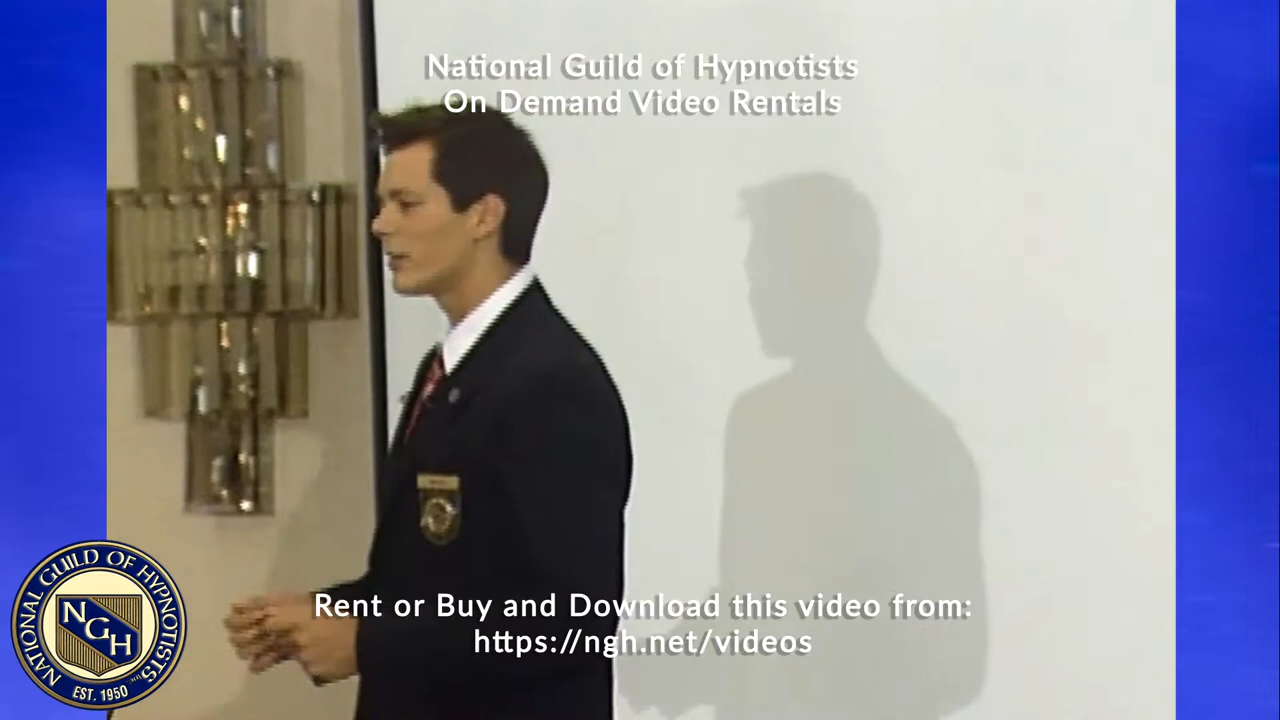 National Guild of Hypnotists
On Demand Video Rentals
Rent or Buy and Download this video from:
https://ngh.net/videos
NATIONAL GUILD OF HYPNOTISTS, Inc.
NGH
EST. 1950